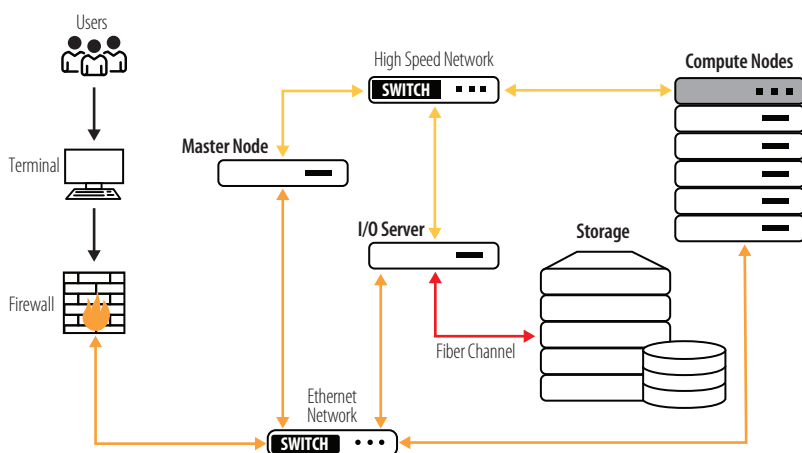 Users
High Speed Network
SWITCH
Compute Nodes
Master Node
Terminal
I/O Server
Storage
Firewall
Fiber Channel
Ethernet
Network
SWITCH